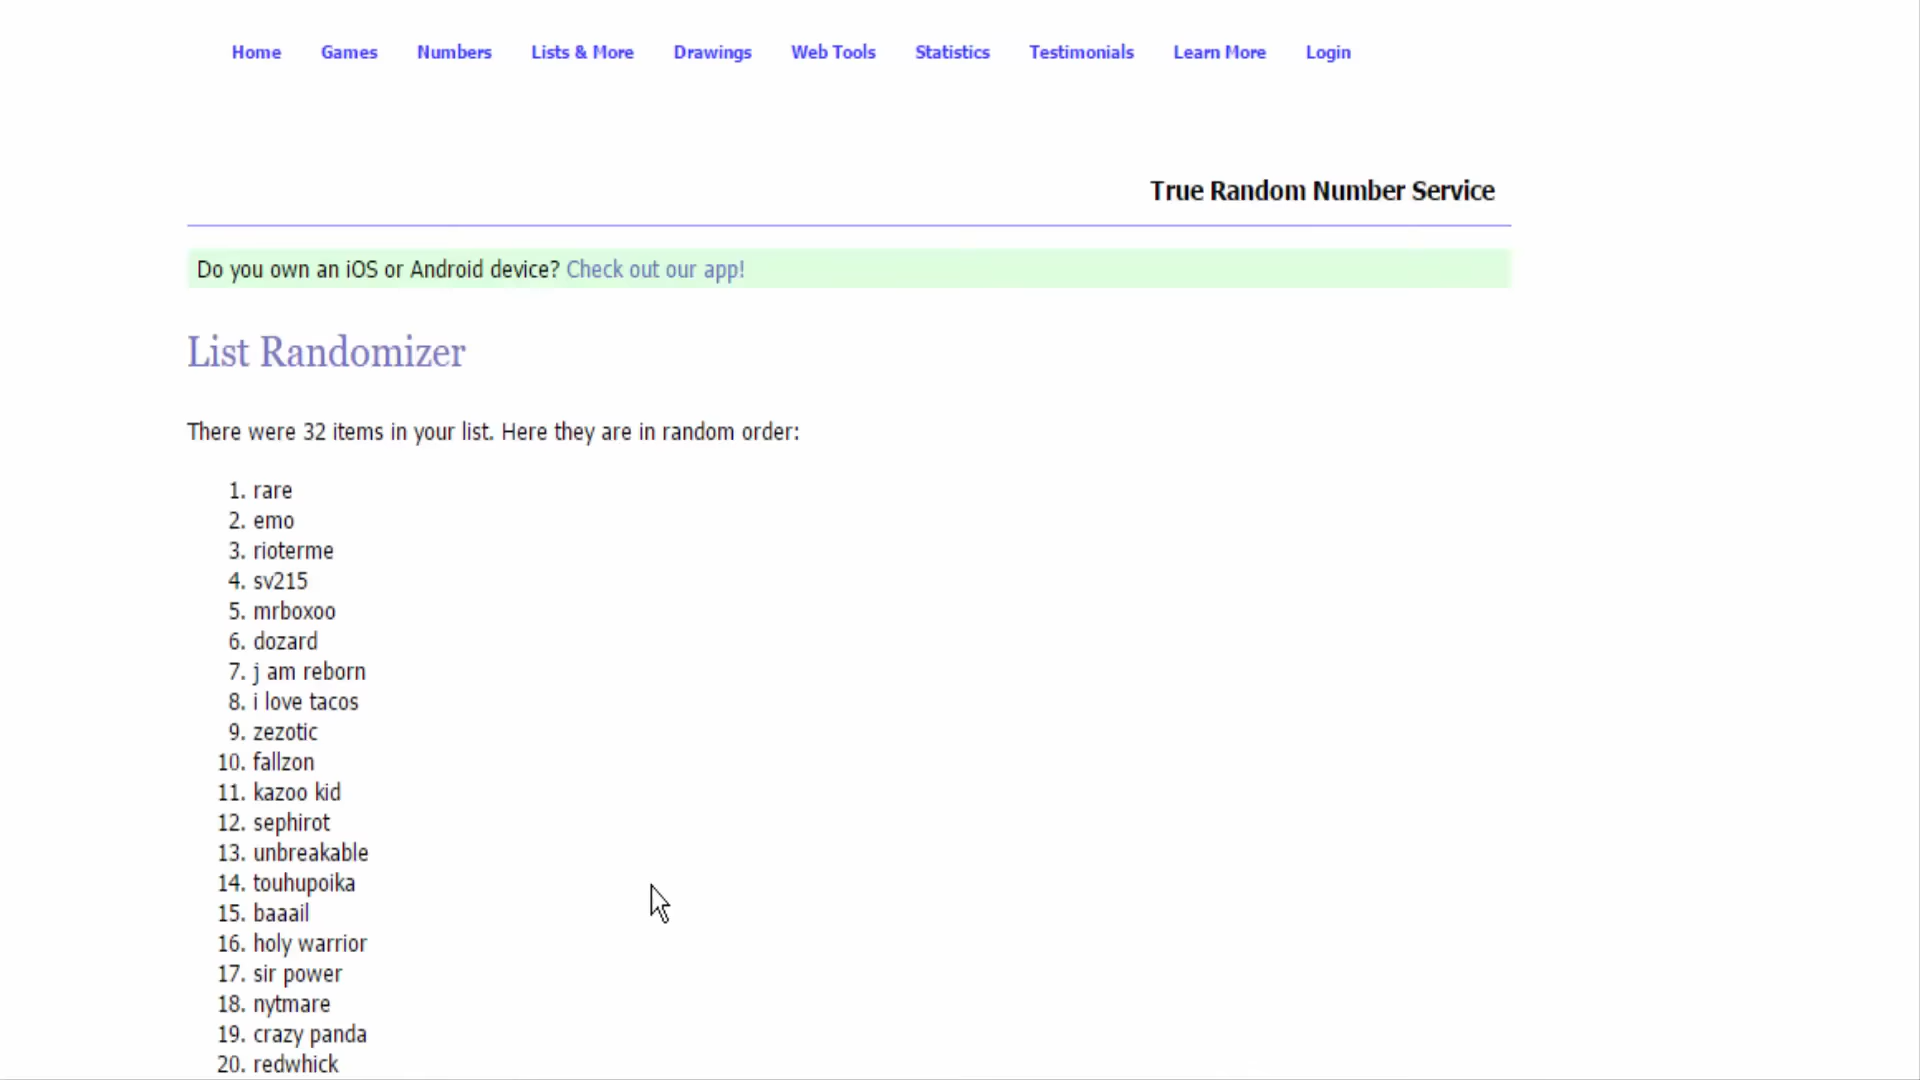 Home Games Numbers Lists & More Drawings Web Tools Statistics Testimonials Learn More Login
True Random Number Service
Do you own an iOS or Android device? Check out our app!
List Randomizer
There were 32 items in your list. Here they are in random order:
1. rare
2. emo
3. rioterme
4. sv215
5. mrboxoo
6. dozard
7. j am reborn
8. i love tacos
9. zezotic
10. fallzon
11. kazoo kid
12. sephirot
13. unbreakable
14. touhupoika
15. baaail
16. holy warrior
17. sir power
18. nytmare
19. crazy panda
20. redwhick